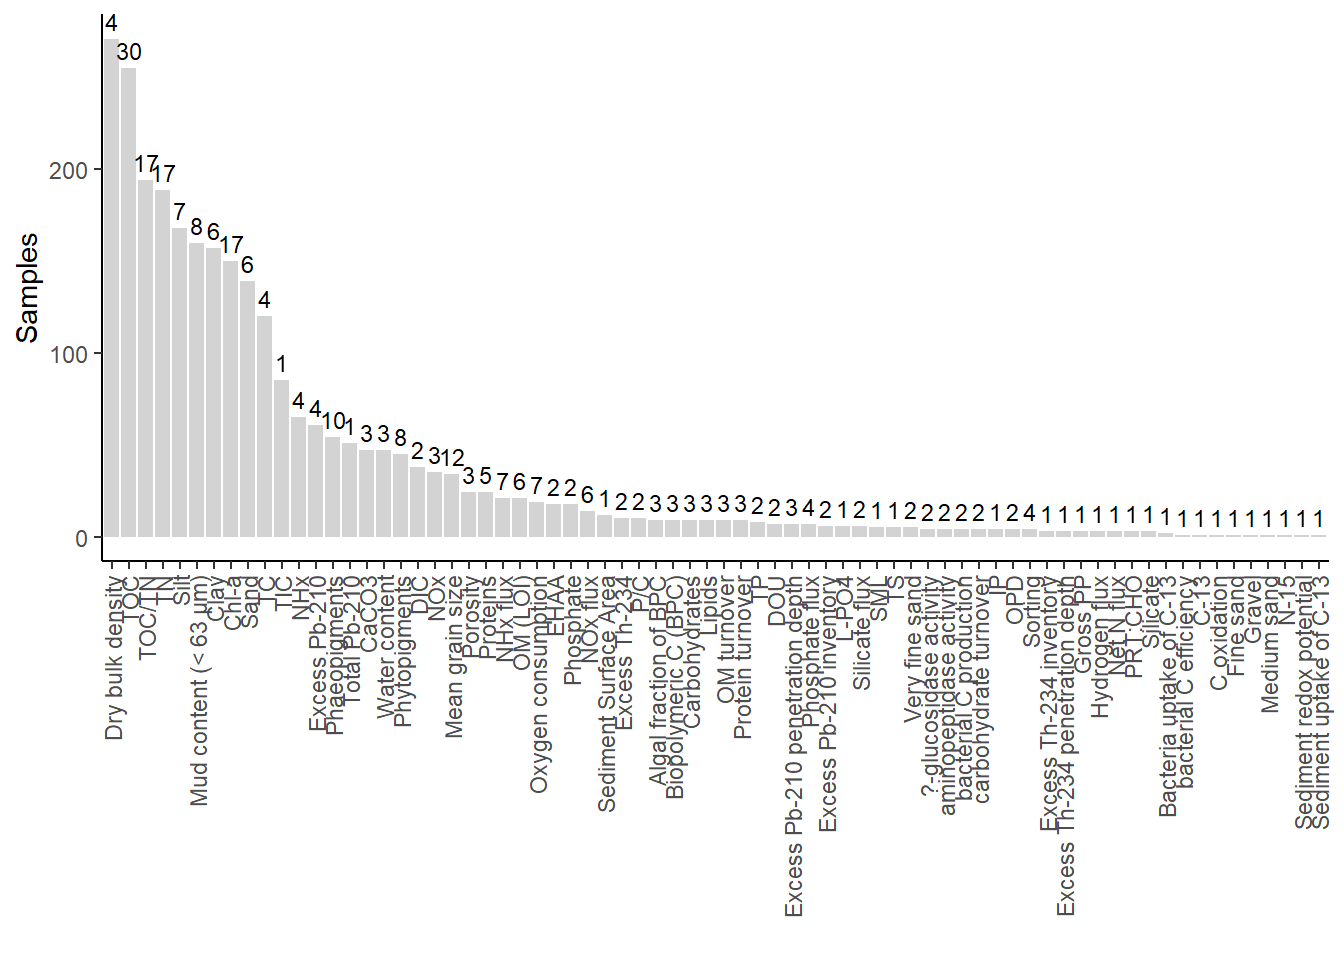 Samples
200
100
0
4 30 17 17 7 8 6 17 6 4 1 4 4 10 1 3 3 8 2 3 12 3 5 7 6 7 2 2 6 1 2 2 3 3 3 3 3 3 2 2 3 4 2 1 2 1 1 2 2 2 2 2 1 2 4 1 1 1 1 1 1 1 1 1 1 1 1 1 1 1 1 1
Dry bulk density
TOC
TOC/TN
TN
Silt
Mud content (< 63 um)
Clay
Chl-a
Sand
TC
TIC
NHx
Excess Pb-210
Phaeopigments
Total Pb-210
CaCO3
Water content
Phytopigments
DIC
NOx
Mean grain size
Porosity
Proteins
NHx flux
OM (LOI)
Oxygen consumption
EHAA
Phosphate
NOx flux
Sediment Surface Area
Excess Th-234
P/C
Algal fraction of BPC
Biopolymeric C (BPC)
Carbohydrates
Lipids
OM turnover
Protein turnover
TP
DOU
Excess Pb-210 penetration depth
Phosphate flux
Excess Pb-210 inventory
L-PO4
Silicate flux
SML
TS
Very fine sand
?-glucosidase activity
aminopeptidase activity
bacterial C production
carbohydrate turnover
IP
OPD
Sorting
Excess Th-234 inventory
Excess Th-234 penetration depth
Gross PP
Hydrogen flux
Net N flux
PRT:CHO
Silicate
Bacteria uptake of C-13
bacterial C efficiency
C-13
C_oxidation
Fine sand
Gravel
Medium sand
N-15
Sediment redox potential
Sediment uptake of C-13